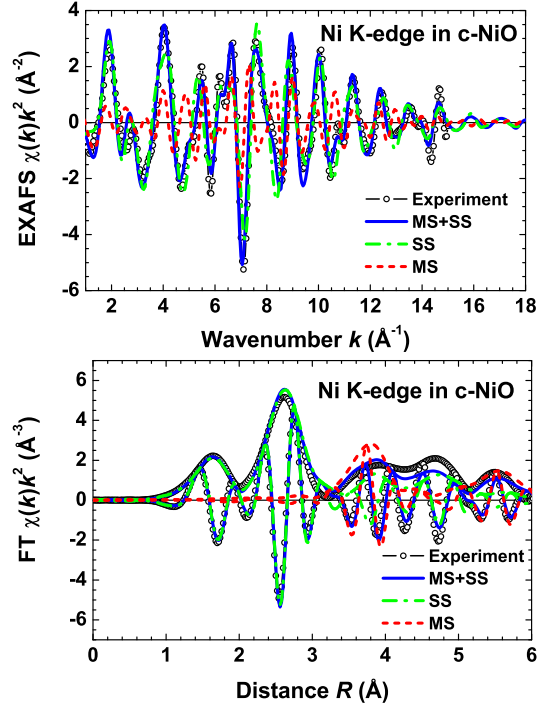 Ni K-edge in c-NiO
EXAFS χ(k)k² (Å⁻²)
4
2
0
-2
-4
-6
Experiment
MS+SS
SS
MS
2 4 6 8 10 12 14 16 18
Wavenumber k (Å⁻¹)
Ni K-edge in c-NiO
FT χ(k)k² (Å⁻³)
6
4
2
0
-2
-4
-6
Experiment
MS+SS
SS
MS
0 1 2 3 4 5 6
Distance R (Å)